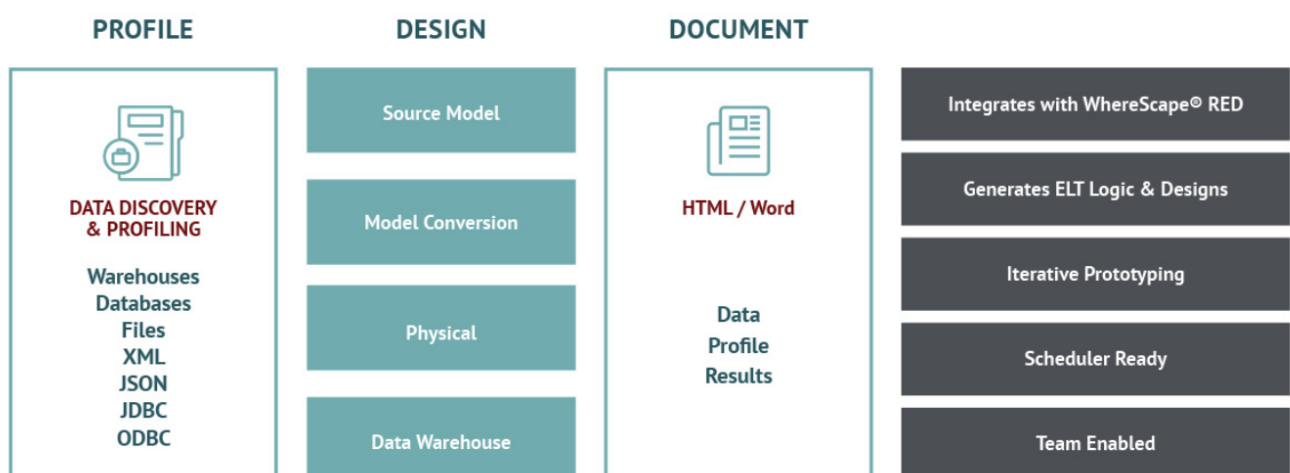 PROFILE
DATA DISCOVERY
& PROFILING
Warehouses
Databases
Files
XML
JSON
JDBC
ODBC
DESIGN
Source Model
Model Conversion
Physical
Data Warehouse
DOCUMENT
HTML / Word
Data
Profile
Results
Integrates with WhereScape® RED
Generates ELT Logic & Designs
Iterative Prototyping
Scheduler Ready
Team Enabled